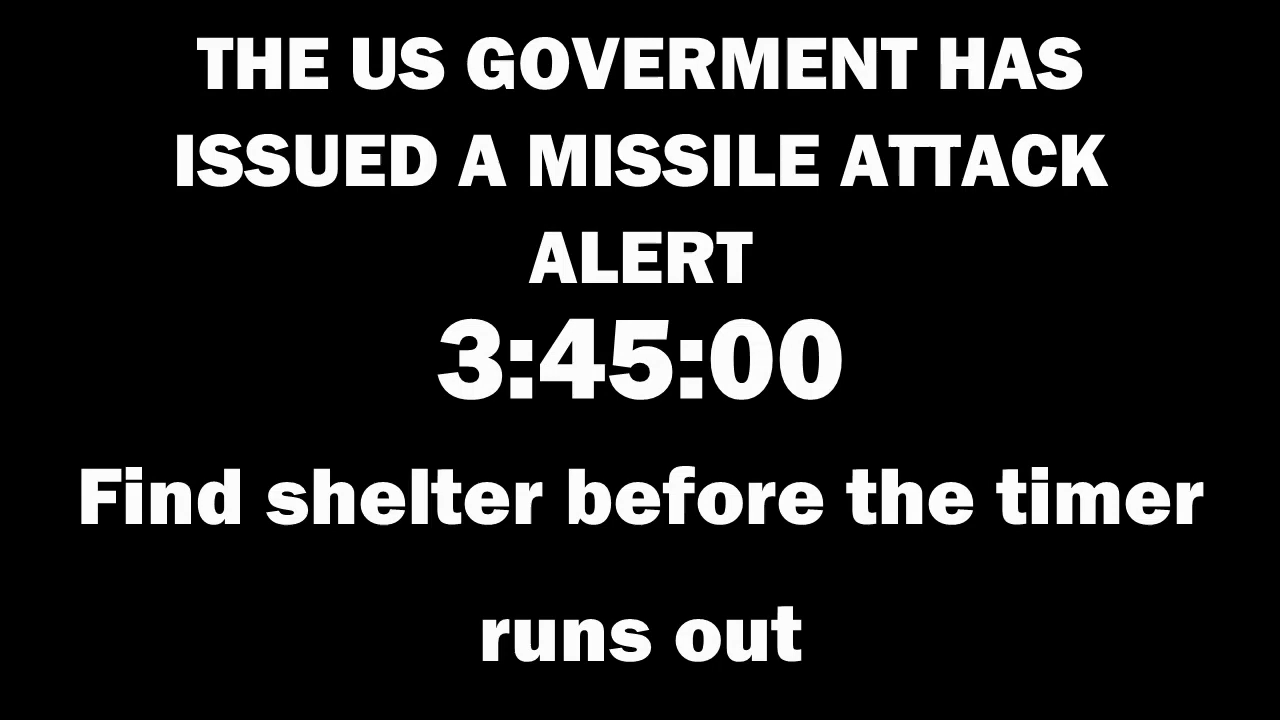 THE US GOVERMENT HAS
ISSUED A MISSILE ATTACK
ALERT
3:45:00
Find shelter before the timer
runs out